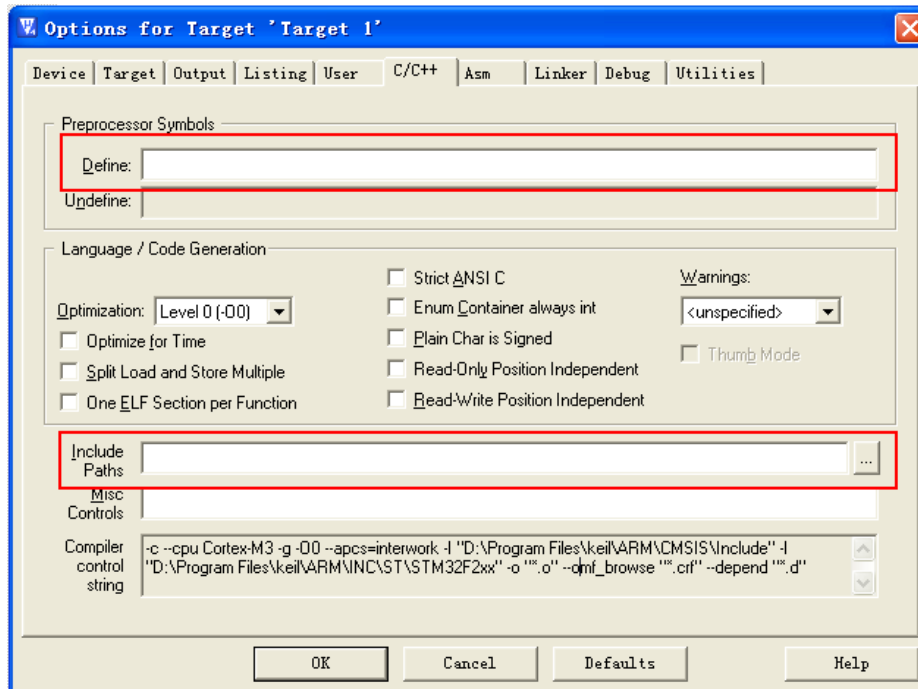 Options for Target 'Target 1'
Device Target Output Listing User C/C++ Asm Linker Debug Utilities
Preprocessor Symbols
Define:
Undefine:
Language / Code Generation
Strict ANSI C
Warnings:
Optimization: Level 0 (-O0)
Enum Container always int
<unspecified>
Optimize for Time
Plain Char is Signed
Thumb Mode
Split Load and Store Multiple
Read-Only Position Independent
One ELF Section per Function
Read-Write Position Independent
Include
Paths
...
Misc
Controls
Compiler
control
string
-c --cpu Cortex-M3 -g -O0 --apcs=interwork -I "D:\Program Files\keil\ARM\CMSIS\Include" -I
"D:\Program Files\keil\ARM\INC\ST\STM32F2xx" -o "*.o" --omf_browse "*.crf" --depend "*.d"
OK Cancel Defaults Help